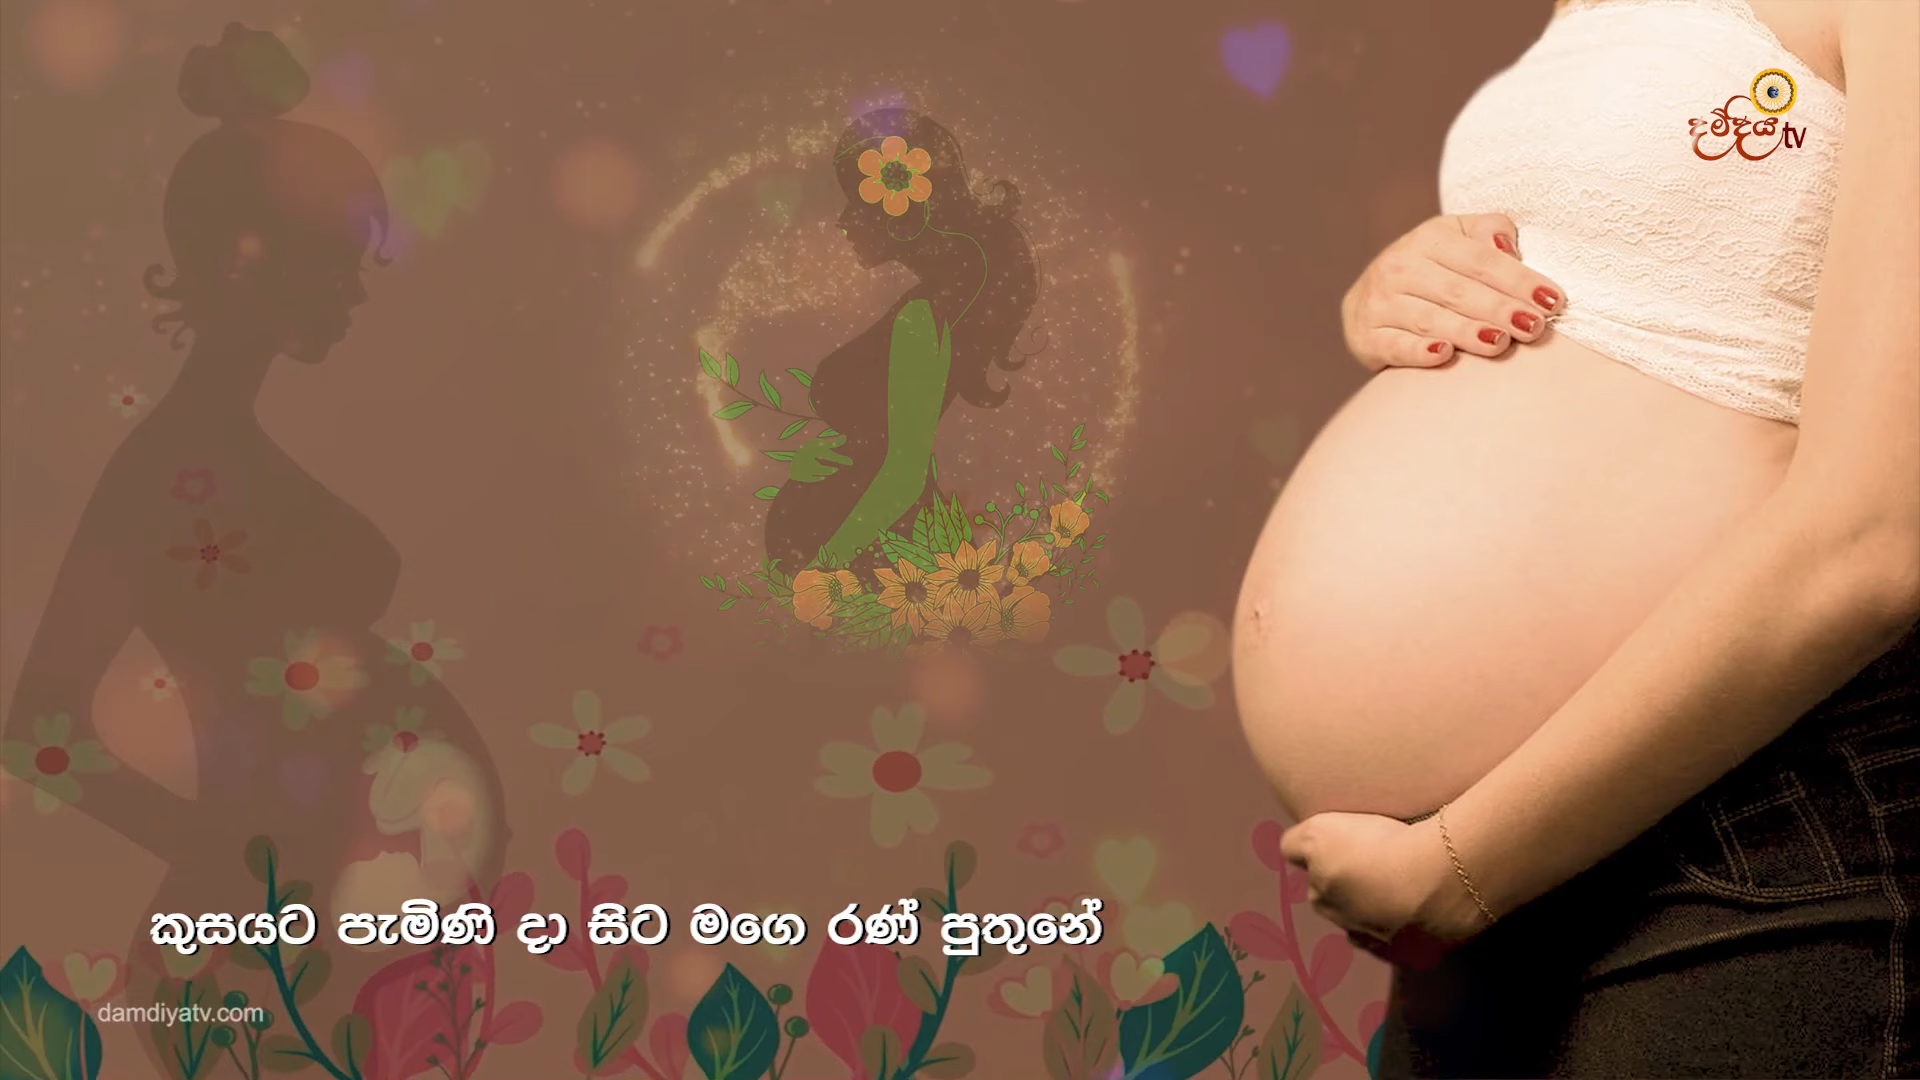 දම්දිය tv
කුසයට පැමිණි දා සිට මගෙ රණ් පුතුනේ
damdiyatv.com